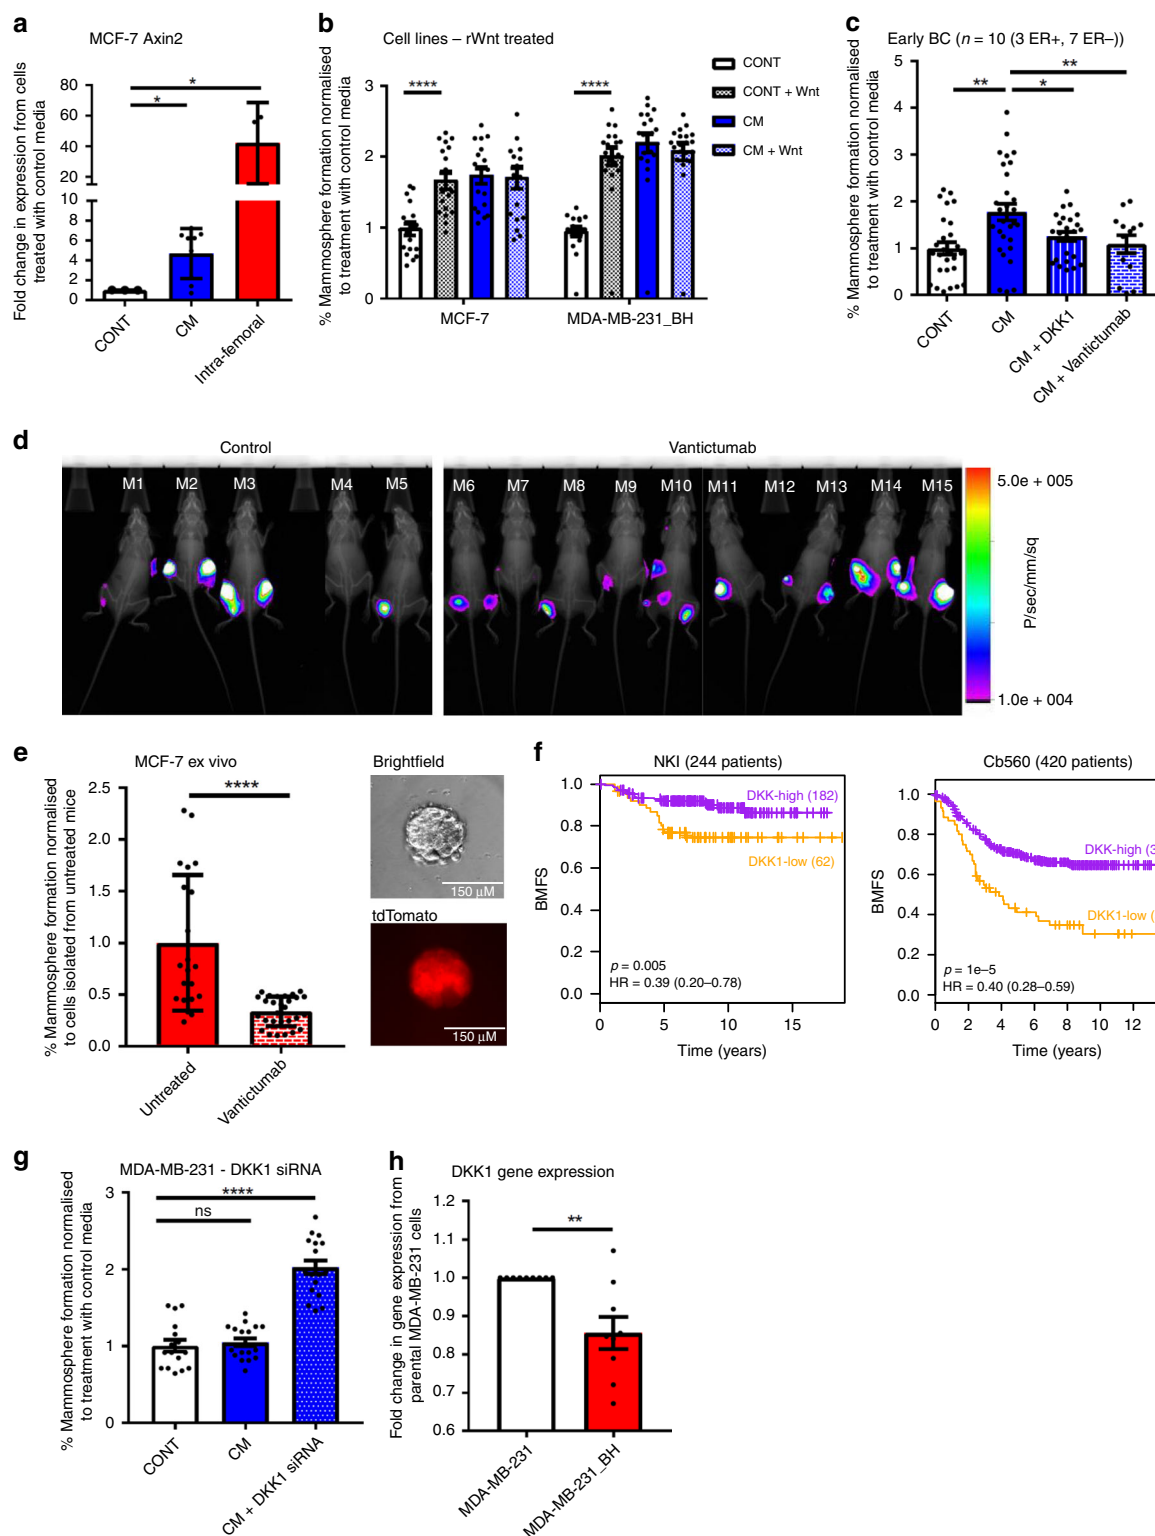 a
MCF-7 Axin2
Fold change in expression from cells
treated with control media
80
60
40
20
10
8
6
4
2
0
*
*
CONT
CM
Intra-femoral
b
Cell lines – rWnt treated
% Mammosphere formation normalised
to treatment with control media
3
2
1
0
****
****
MCF-7
MDA-MB-231_BH
CONT
CONT + Wnt
CM
CM + Wnt
c
Early BC (n = 10 (3 ER+, 7 ER–))
% Mammosphere formation normalised
to treatment with control media
5
4
3
2
1
0
**
**
*
CONT
CM
CM + DKK1
CM + Vantictumab
d
Control
Vantictumab
M1
M2
M3
M4
M5
M6
M7
M8
M9
M10
M11
M12
M13
M14
M15
5.0e + 005
P/sec/mm/sq
1.0e + 004
e
MCF-7 ex vivo
% Mammosphere formation normalised
to cells isolated from untreated mice
2.5
2.0
1.5
1.0
0.5
0.0
****
Untreated
Vantictumab
Brightfield
150 µM
tdTomato
150 µM
f
NKI (244 patients)
BMFS
1.0
0.8
0.6
0.4
0.2
0.0
DKK-high (182)
DKK1-low (62)
p = 0.005
HR = 0.39 (0.20–0.78)
0
5
10
15
Time (years)
Cb560 (420 patients)
BMFS
1.0
0.8
0.6
0.4
0.2
0.0
DKK-high (3
DKK1-low (
p = 1e–5
HR = 0.40 (0.28–0.59)
0
2
4
6
8
10
12
Time (years)
g
MDA-MB-231 - DKK1 siRNA
% Mammosphere formation normalised
to treatment with control media
3
2
1
0
****
ns
CONT
CM
CM + DKK1 siRNA
h
DKK1 gene expression
Fold change in gene expression from
parental MDA-MB-231 cells
1.2
1.1
1.0
0.9
0.8
0.7
0.6
**
MDA-MB-231
MDA-MB-231_BH